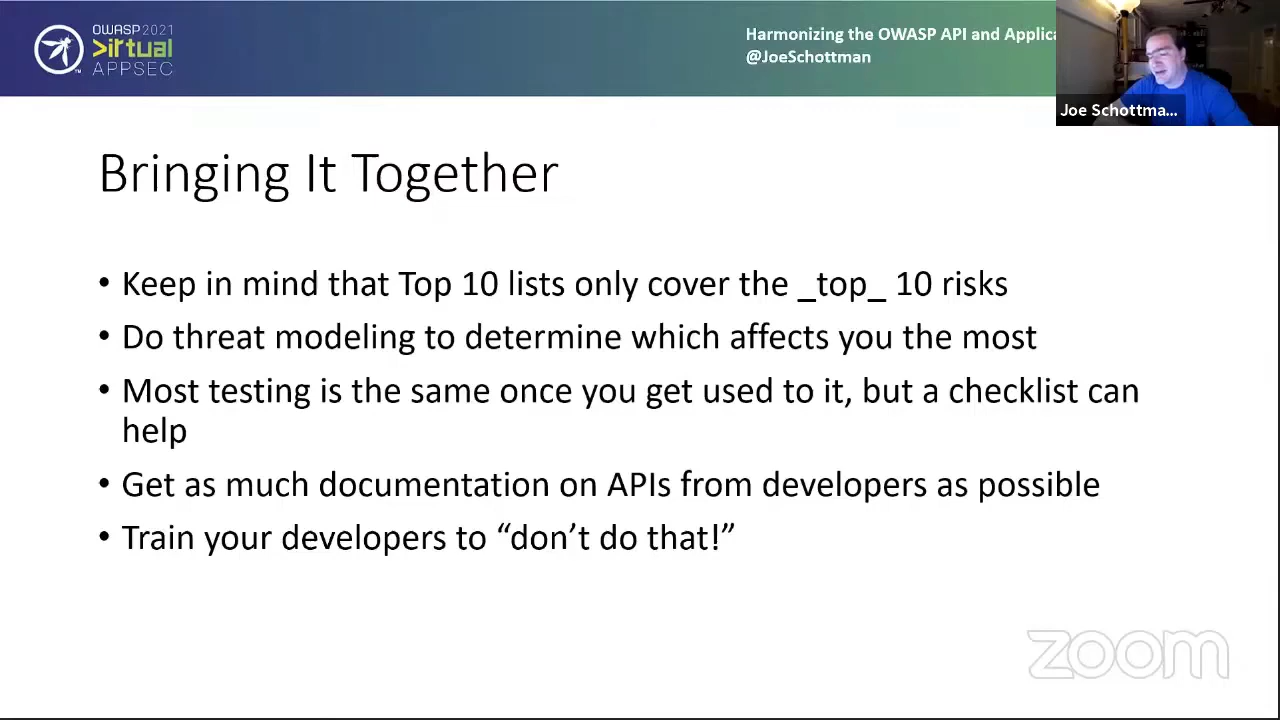 OWASP 2021
>irtual
APPSEC
Harmonizing the OWASP API and Applica
@JoeSchottman
Joe Schottma...
Bringing It Together
• Keep in mind that Top 10 lists only cover the _top_ 10 risks
• Do threat modeling to determine which affects you the most
• Most testing is the same once you get used to it, but a checklist can
help
• Get as much documentation on APIs from developers as possible
• Train your developers to “don’t do that!”
zoom